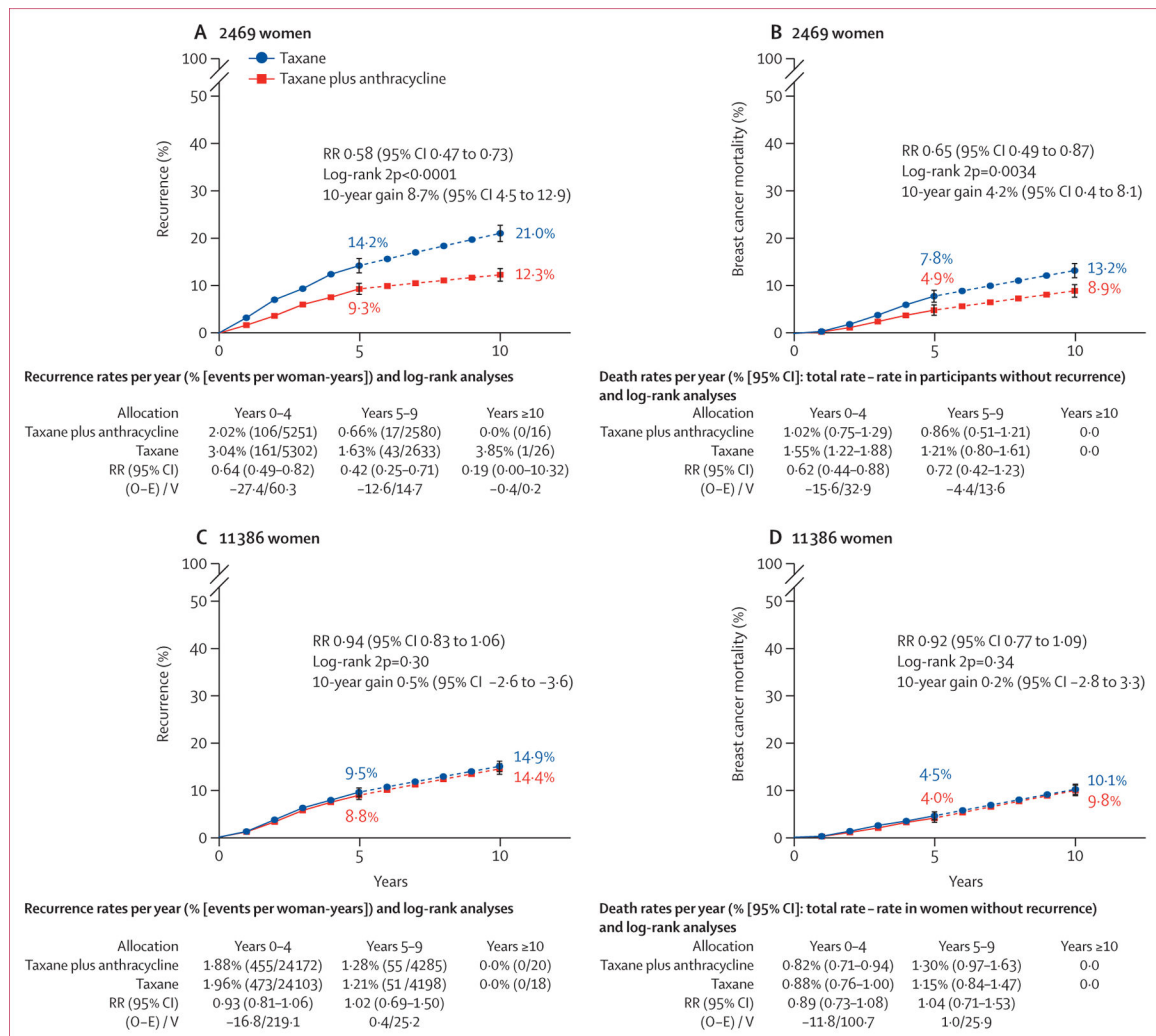 A 2469 women
Taxane
Taxane plus anthracycline
100
50
40
30
20
10
0
Recurrence (%)
RR 0·58 (95% CI 0·47 to 0·73)
Log-rank 2p<0·0001
10-year gain 8·7% (95% CI 4·5 to 12·9)
14·2%
21·0%
9·3%
12·3%
0 5 10
Recurrence rates per year (% [events per woman-years]) and log-rank analyses
Allocation Years 0–4 Years 5–9 Years ≥10
Taxane plus anthracycline 2·02% (106/5251) 0·66% (17/2580) 0·0% (0/16)
Taxane 3·04% (161/5302) 1·63% (43/2633) 3·85% (1/26)
RR (95% CI) 0·64 (0·49–0·82) 0·42 (0·25–0·71) 0·19 (0·00–10·32)
(O–E) / V –27·4/60·3 –12·6/14·7 –0·4/0·2
B 2469 women
100
50
40
30
20
10
0
Breast cancer mortality (%)
RR 0·65 (95% CI 0·49 to 0·87)
Log-rank 2p=0·0034
10-year gain 4·2% (95% CI 0·4 to 8·1)
7·8%
4·9%
13·2%
8·9%
0 5 10
Death rates per year (% [95% CI]: total rate – rate in participants without recurrence)
and log-rank analyses
Allocation Years 0–4 Years 5–9 Years ≥10
Taxane plus anthracycline 1·02% (0·75–1·29) 0·86% (0·51–1·21) 0·0
Taxane 1·55% (1·22–1·88) 1·21% (0·80–1·61) 0·0
RR (95% CI) 0·62 (0·44–0·88) 0·72 (0·42–1·23)
(O–E) / V –15·6/32·9 –4·4/13·6
C 11386 women
100
50
40
30
20
10
0
Recurrence (%)
RR 0·94 (95% CI 0·83 to 1·06)
Log-rank 2p=0·30
10-year gain 0·5% (95% CI –2·6 to –3·6)
9·5%
14·9%
8·8%
14·4%
0 5 10
Years
Recurrence rates per year (% [events per woman-years]) and log-rank analyses
Allocation Years 0–4 Years 5–9 Years ≥10
Taxane plus anthracycline 1·88% (455/24172) 1·28% (55 /4285) 0·0% (0/20)
Taxane 1·96% (473/24103) 1·21% (51 /4198) 0·0% (0/18)
RR (95% CI) 0·93 (0·81–1·06) 1·02 (0·69–1·50)
(O–E) / V –16·8/219·1 0·4/25·2
D 11386 women
100
50
40
30
20
10
0
Breast cancer mortality (%)
RR 0·92 (95% CI 0·77 to 1·09)
Log-rank 2p=0·34
10-year gain 0·2% (95% CI –2·8 to 3·3)
4·5%
4·0%
10·1%
9·8%
0 5 10
Years
Death rates per year (% [95% CI]: total rate – rate in women without recurrence)
and log-rank analyses
Allocation Years 0–4 Years 5–9 Years ≥10
Taxane plus anthracycline 0·82% (0·71–0·94) 1·30% (0·97–1·63) 0·0
Taxane 0·88% (0·76–1·00) 1·15% (0·84–1·47) 0·0
RR (95% CI) 0·89 (0·73–1·08) 1·04 (0·71–1·53)
(O–E) / V –11·8/100·7 1·0/25·9